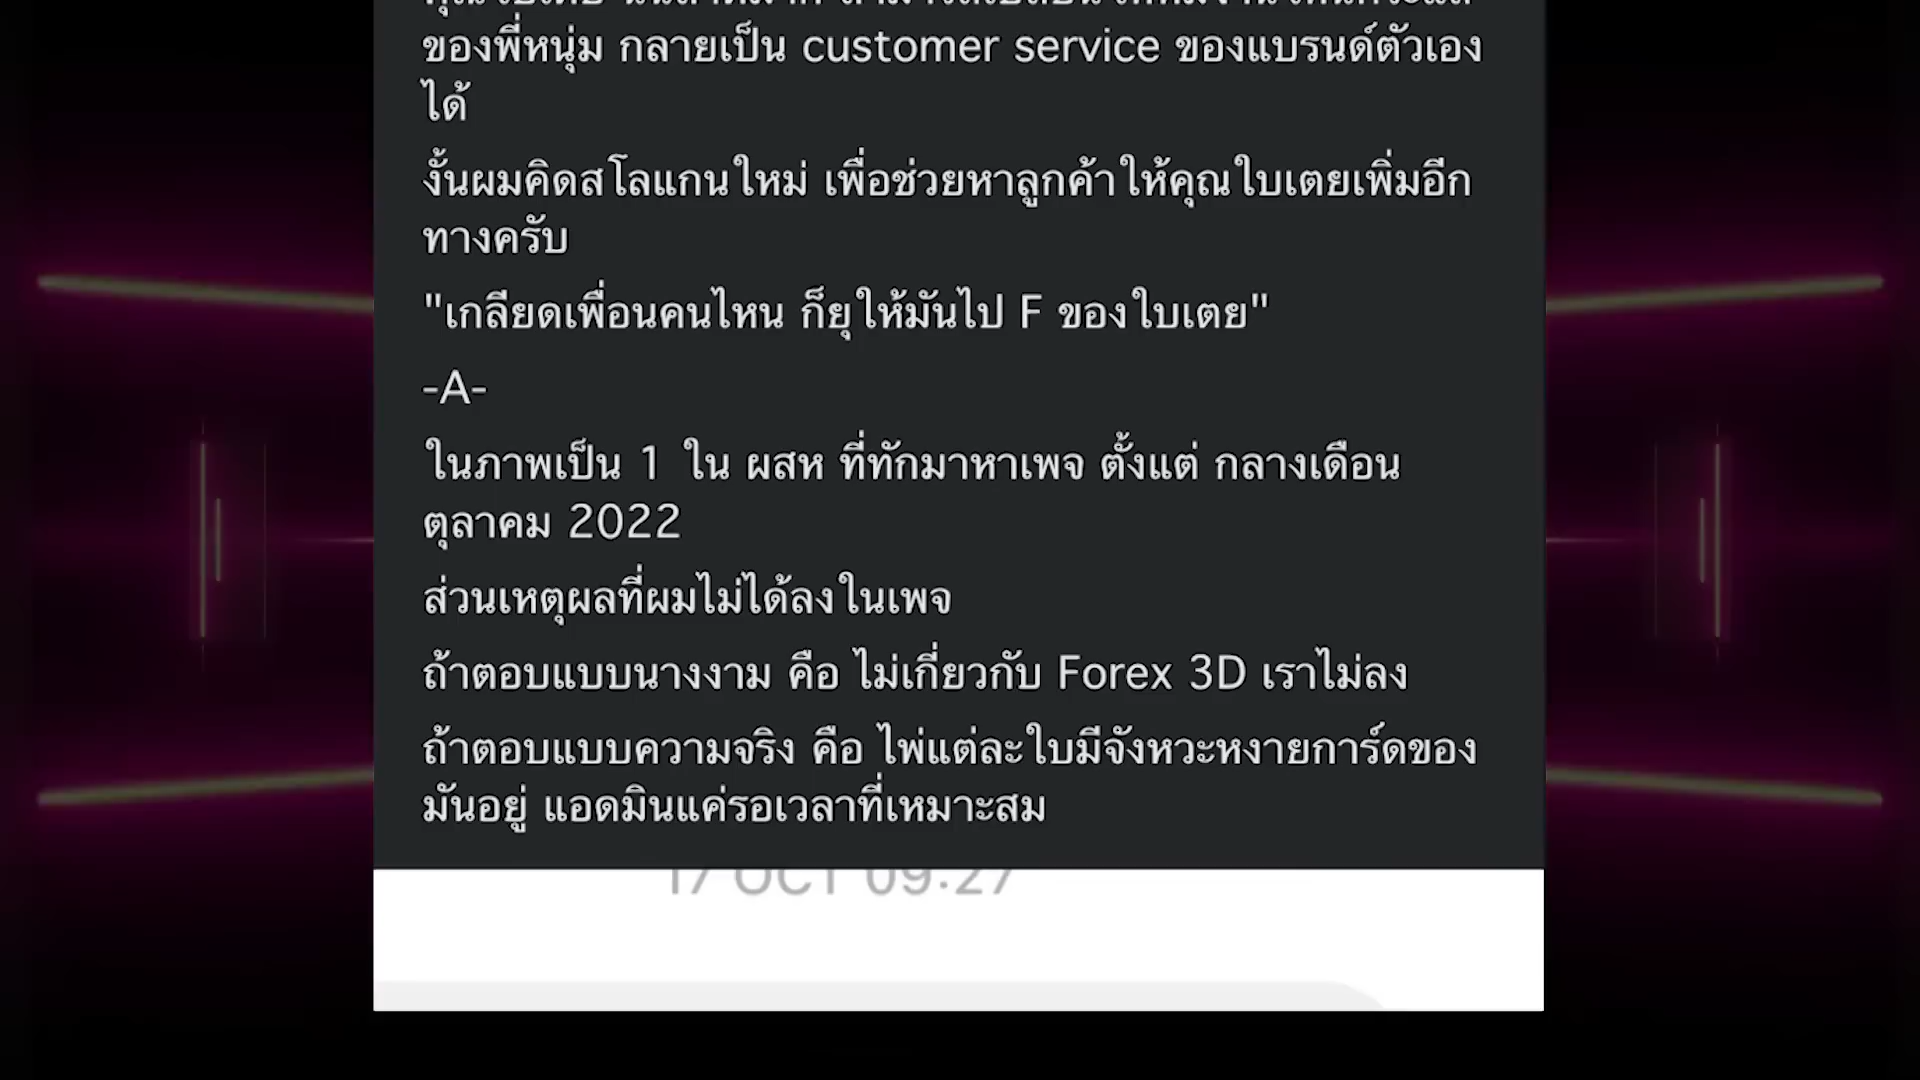 ของพี่หนุ่ม กลายเป็น customer service ของแบรนด์ตัวเอง
ได้
งั้นผมคิดสโลแกนใหม่ เพื่อช่วยหาลูกค้าให้คุณใบเตยเพิ่มอีก
ทางครับ
"เกลียดเพื่อนคนไหน ก็ยุให้มันไป F ของใบเตย"
-A-
ในภาพเป็น 1 ใน ผสห ที่ทักมาหาเพจ ตั้งแต่ กลางเดือน
ตุลาคม 2022
ส่วนเหตุผลที่ผมไม่ได้ลงในเพจ
ถ้าตอบแบบนางงาม คือ ไม่เกี่ยวกับ Forex 3D เราไม่ลง
ถ้าตอบแบบความจริง คือ ไพ่แต่ละใบมีจังหวะหงายการ์ดของ
มันอยู่ แอดมินแค่รอเวลาที่เหมาะสม
17 OCT 09:27